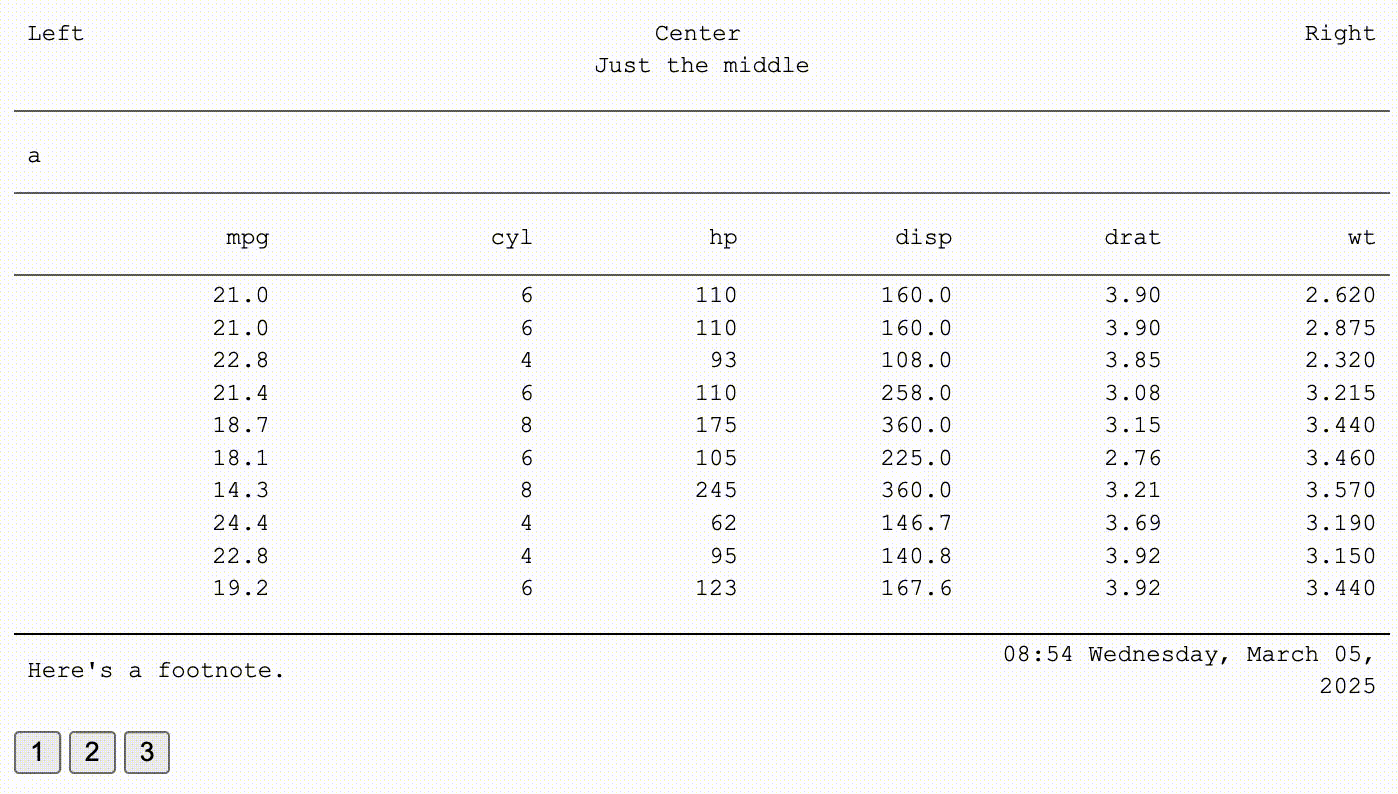 Left Center Right
Just the middle
a
mpg cyl hp disp drat wt
21.0 6 110 160.0 3.90 2.620
21.0 6 110 160.0 3.90 2.875
22.8 4 93 108.0 3.85 2.320
21.4 6 110 258.0 3.08 3.215
18.7 8 175 360.0 3.15 3.440
18.1 6 105 225.0 2.76 3.460
14.3 8 245 360.0 3.21 3.570
24.4 4 62 146.7 3.69 3.190
22.8 4 95 140.8 3.92 3.150
19.2 6 123 167.6 3.92 3.440
Here's a footnote.
08:54 Wednesday, March 05,
2025
1 2 3